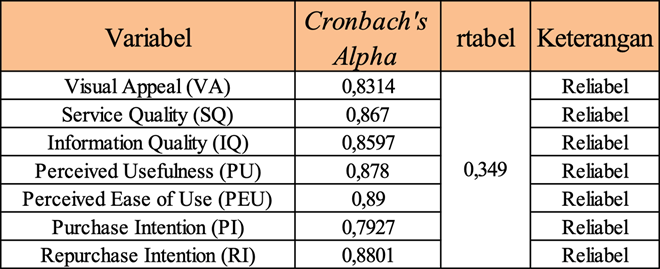 Variabel Cronbach's Alpha rtabel Keterangan
Visual Appeal (VA) 0,8314 Reliabel
Service Quality (SQ) 0,867 Reliabel
Information Quality (IQ) 0,8597 Reliabel
Perceived Usefulness (PU) 0,878 0,349 Reliabel
Perceived Ease of Use (PEU) 0,89 Reliabel
Purchase Intention (PI) 0,7927 Reliabel
Repurchase Intention (RI) 0,8801 Reliabel